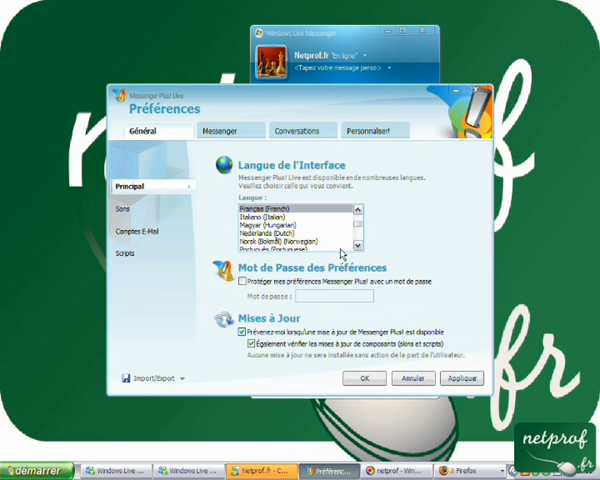 Windows Live Messenger
Netprof.fr "En ligne"
<Tapez votre message perso>
Messenger Plus! Live
Préférences
Général
Messenger
Conversations
Personnaliser!
Principal
Sons
Comptes E-Mail
Scripts
Langue de l'Interface
Messenger Plus! Live est disponible en de nombreuses langues.
Veuillez choisir celle qui vous convient.
Langue :
Français (French)
Italiano (Italian)
Magyar (Hungarian)
Nederlands (Dutch)
Norsk (Bokmål) (Norwegian)
Português (Portuguese)
Mot de Passe des Préférences
Protéger mes préférences Messenger Plus! avec un mot de passe
Mot de passe :
Mises à Jour
Prévenez-moi lorsqu'une mise à jour de Messenger Plus! est disponible
Également vérifier les mises à jour de composants (skins et scripts)
Aucune mise à jour ne sera installée sans action de la part de l'utilisateur.
Import/Export
OK
Annuler
Appliquer
netprof
.fr
démarrer
Windows Live ...
Windows Live ...
Netprof.fr - C...
Préférenc...
netprof - Win...
2 Firefox